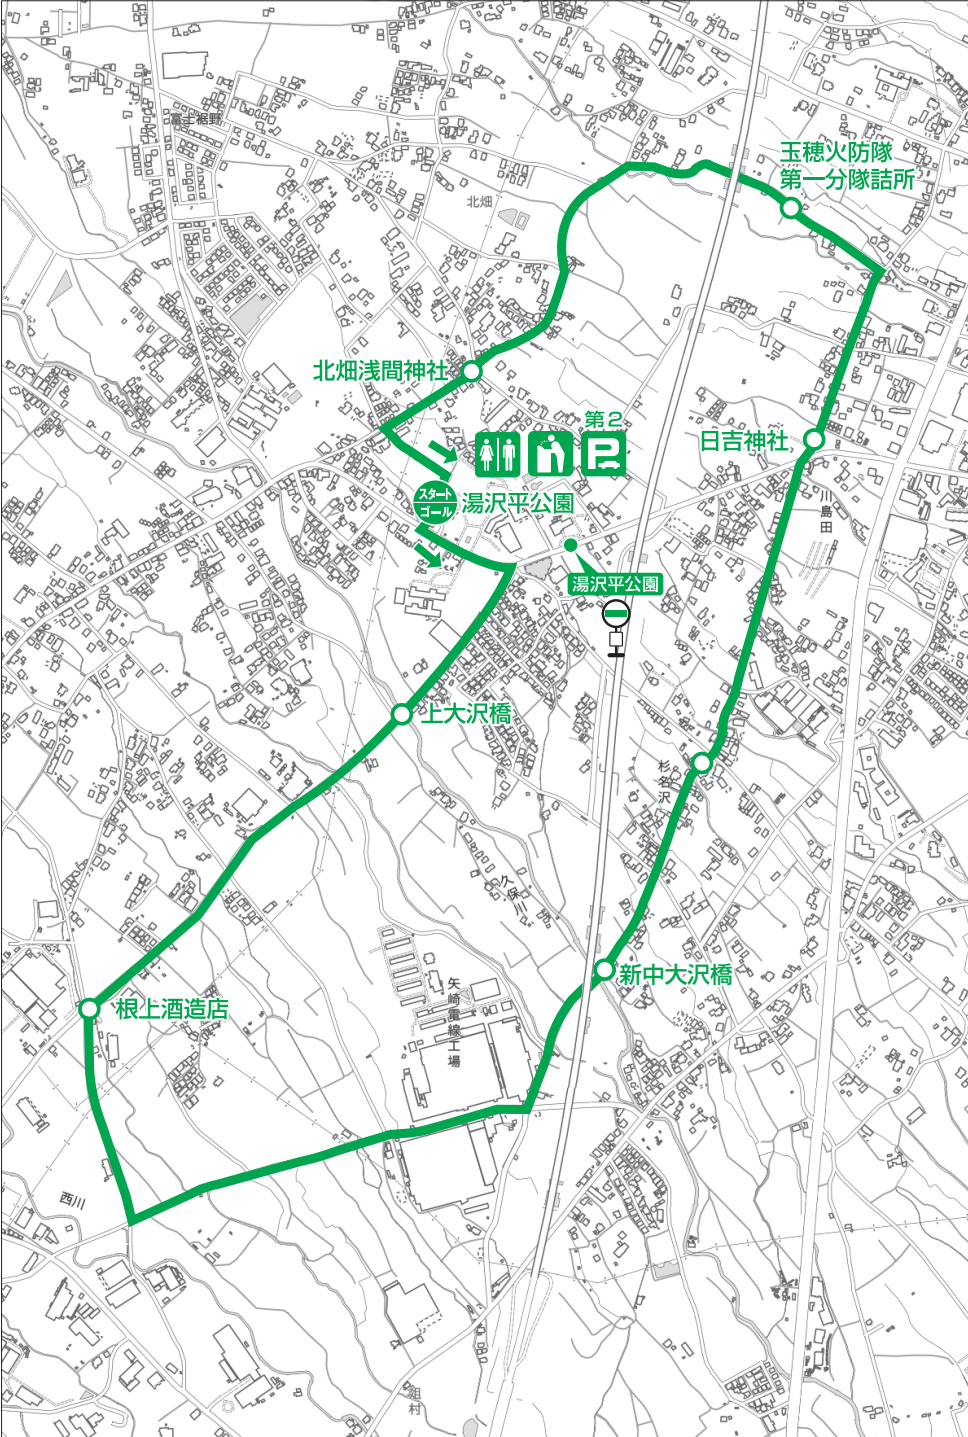 富士裾野
玉穂火防隊
第一分隊詰所
北畑
北畑浅間神社
第2
P
日吉神社
スタート
ゴール
湯沢平公園
川島田
湯沢平公園
上大沢橋
杉名沢
久保川
新中大沢橋
矢崎電線工場
根上酒造店
西川
沮村